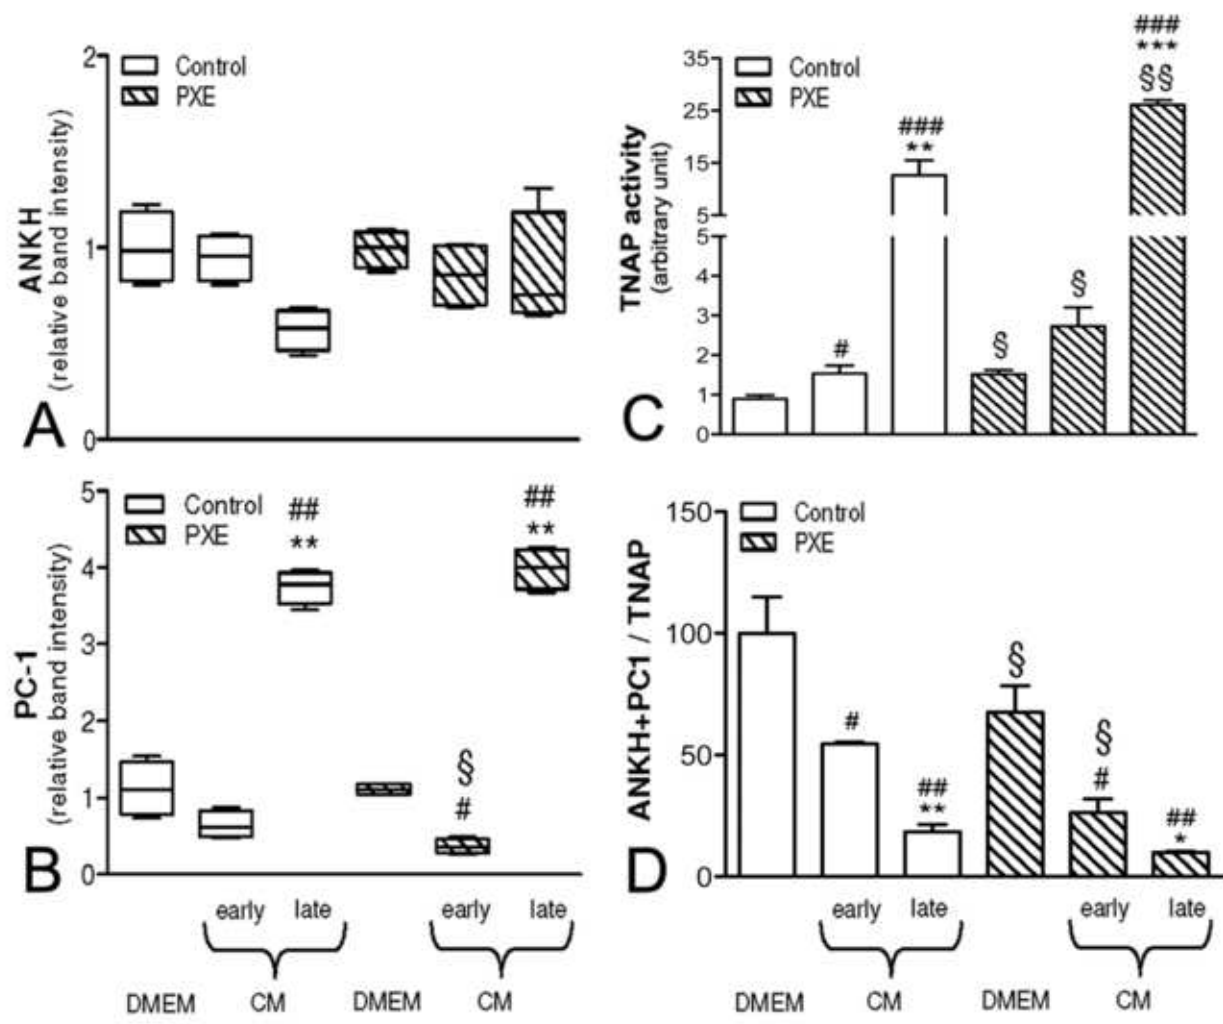 2
Control
PXE
1
0
ANKH
(relative band intensity)
A
5
4
3
2
1
0
Control
PXE
##
**
§
#
##
**
PC-1
(relative band intensity)
B
early late
early late
DMEM CM DMEM CM
35
25
15
5
5
4
3
2
1
0
Control
PXE
#
###
**
§
§
###
***
§§
TNAP activity
(arbitrary unit)
C
150
100
50
0
Control
PXE
#
##
**
§
§
#
##
*
ANKH+PC1 / TNAP
D
early late
early late
DMEM CM DMEM CM